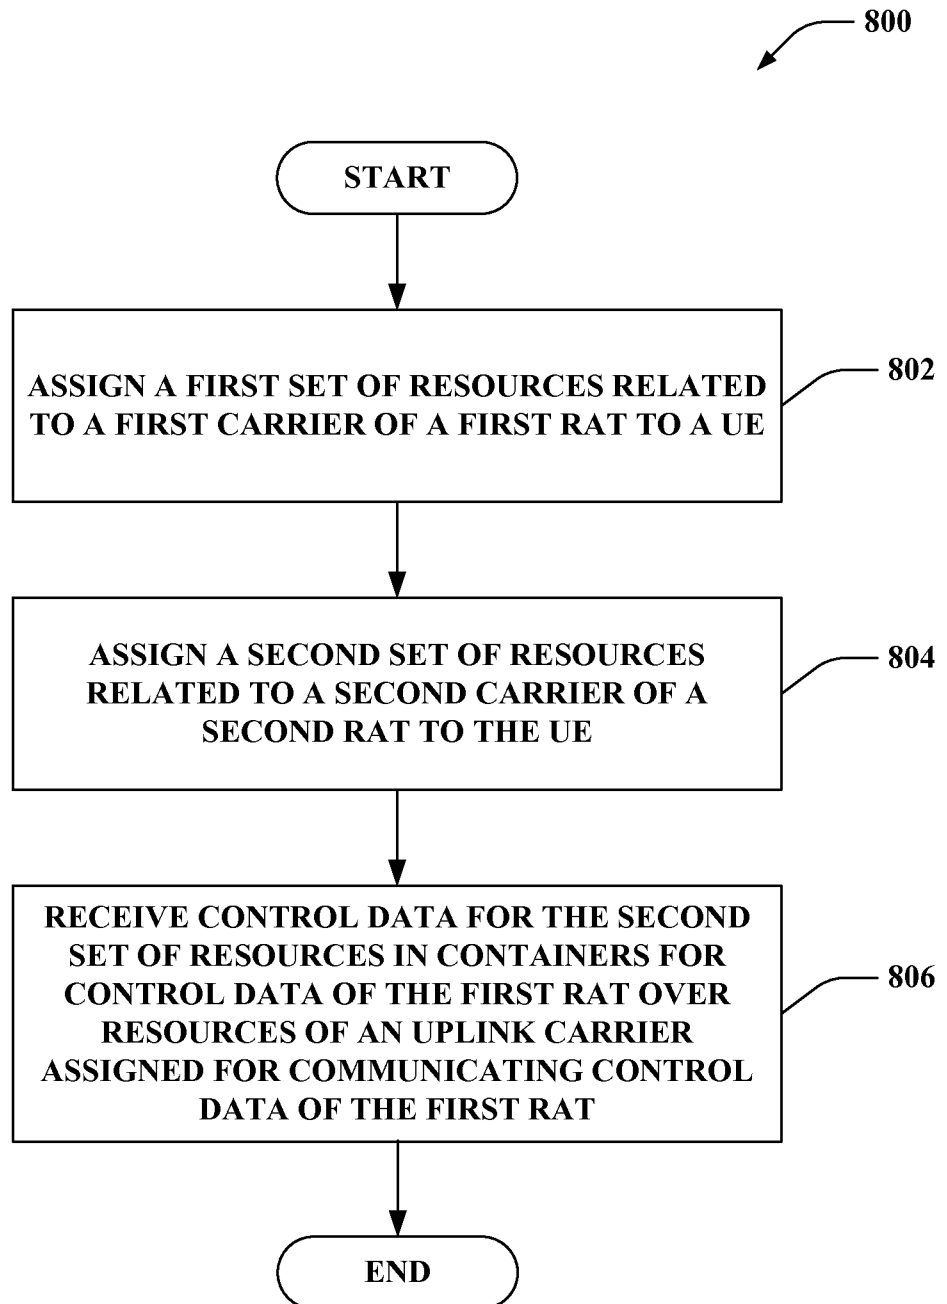 800
START
ASSIGN A FIRST SET OF RESOURCES RELATED
TO A FIRST CARRIER OF A FIRST RAT TO A UE
802
ASSIGN A SECOND SET OF RESOURCES
RELATED TO A SECOND CARRIER OF A
SECOND RAT TO THE UE
804
RECEIVE CONTROL DATA FOR THE SECOND
SET OF RESOURCES IN CONTAINERS FOR
CONTROL DATA OF THE FIRST RAT OVER
RESOURCES OF AN UPLINK CARRIER
ASSIGNED FOR COMMUNICATING CONTROL
DATA OF THE FIRST RAT
806
END